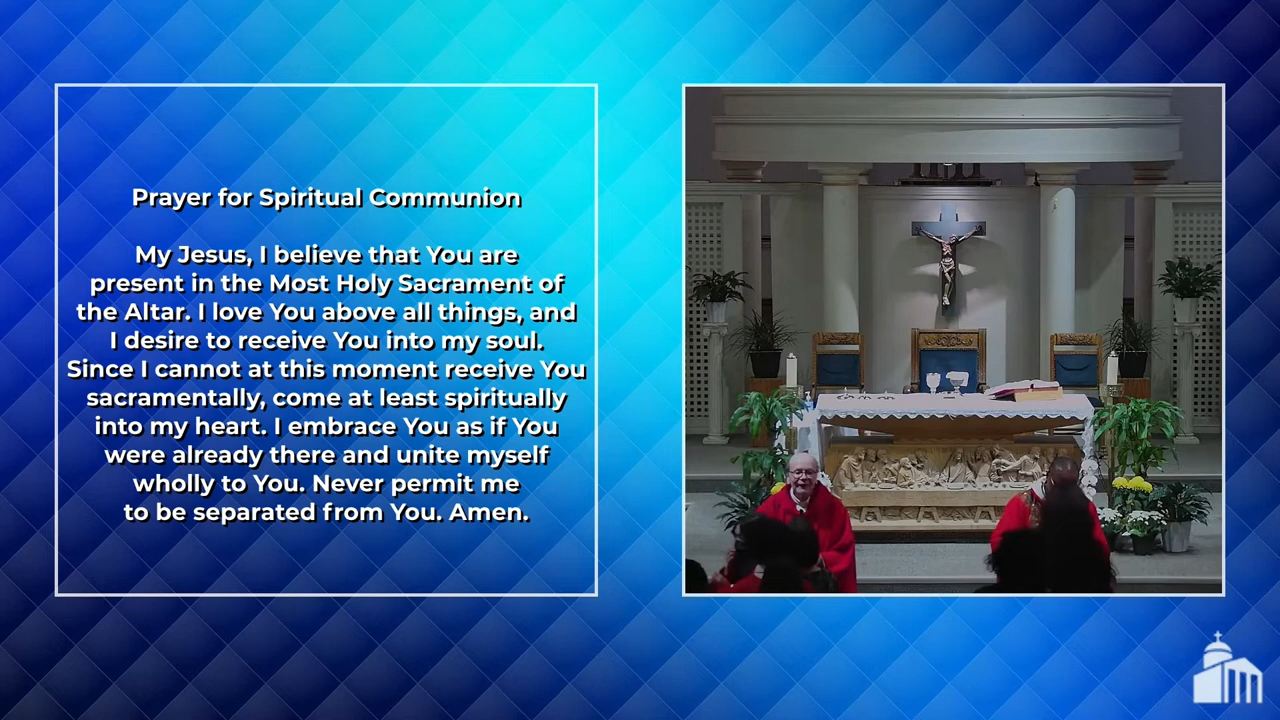 Prayer for Spiritual Communion
My Jesus, I believe that You are
present in the Most Holy Sacrament of
the Altar. I love You above all things, and
I desire to receive You into my soul.
Since I cannot at this moment receive You
sacramentally, come at least spiritually
into my heart. I embrace You as if You
were already there and unite myself
wholly to You. Never permit me
to be separated from You. Amen.